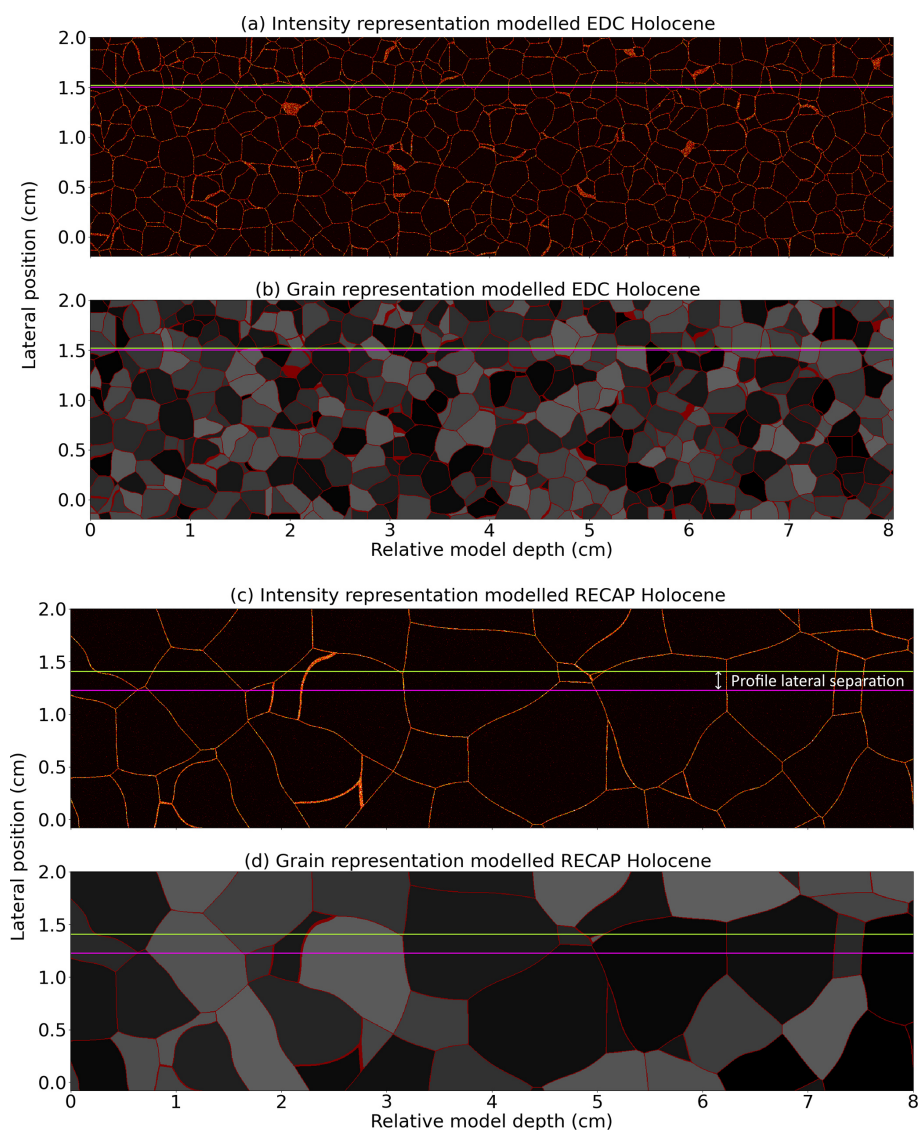 (a) Intensity representation modelled EDC Holocene
2.0
1.5
1.0
0.5
0.0
(b) Grain representation modelled EDC Holocene
2.0
1.5
1.0
0.5
0.0
Lateral position (cm)
0 1 2 3 4 5 6 7 8
Relative model depth (cm)
(c) Intensity representation modelled RECAP Holocene
2.0
1.5
Profile lateral separation
1.0
0.5
0.0
(d) Grain representation modelled RECAP Holocene
2.0
1.5
1.0
0.5
0.0
Lateral position (cm)
0 1 2 3 4 5 6 7 8
Relative model depth (cm)